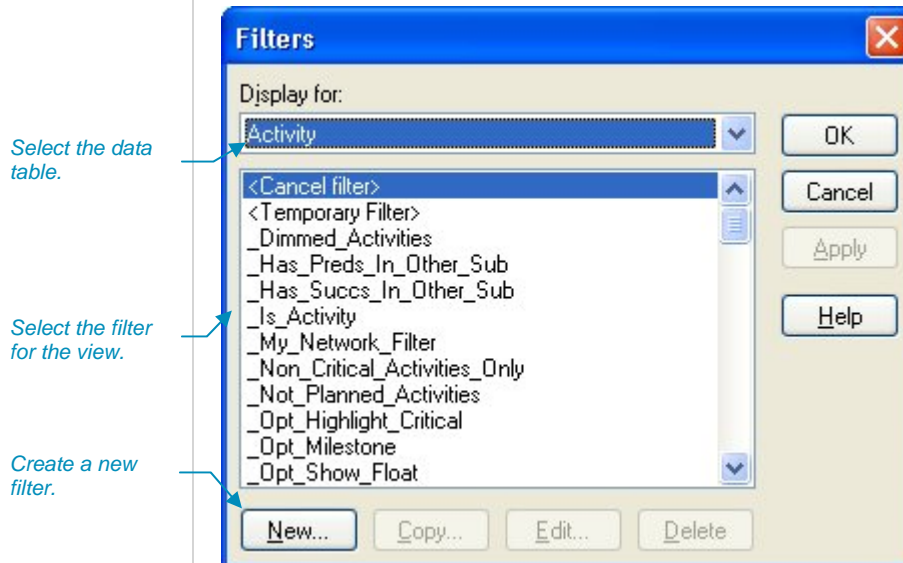 Filters
Display for:
Select the data
table.
Activity
OK
<Cancel filter>
Cancel
<Temporary Filter>
_Dimmed_Activities
Apply
_Has_Preds_In_Other_Sub
_Has_Succs_In_Other_Sub
Select the filter
for the view.
_Is_Activity
Help
_My_Network_Filter
_Non_Critical_Activities_Only
_Not_Planned_Activities
_Opt_Highlight_Critical
_Opt_Milestone
_Opt_Show_Float
Create a new
filter.
New...
Copy...
Edit...
Delete